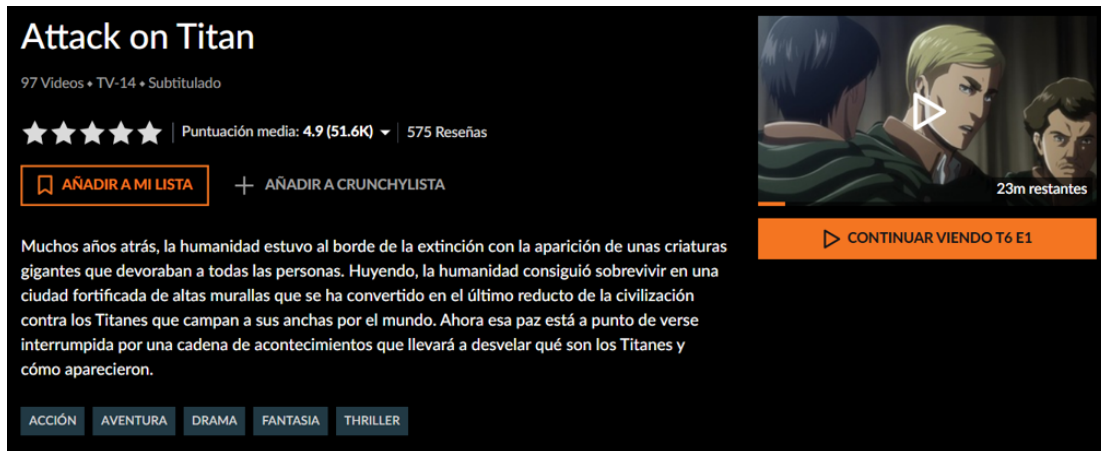 Attack on Titan
97 Videos • TV-14 • Subtitulado
Puntuación media: 4.9 (51.6K) 575 Reseñas
AÑADIR A MI LISTA
AÑADIR A CRUNCHYLISTA
Muchos años atrás, la humanidad estuvo al borde de la extinción con la aparición de unas criaturas
gigantes que devoraban a todas las personas. Huyendo, la humanidad consiguió sobrevivir en una
ciudad fortificada de altas murallas que se ha convertido en el último reducto de la civilización
contra los Titanes que campan a sus anchas por el mundo. Ahora esa paz está a punto de verse
interrumpida por una cadena de acontecimientos que llevará a desvelar qué son los Titanes y
cómo aparecieron.
ACCIÓN AVENTURA DRAMA FANTASIA THRILLER
23m restantes
CONTINUAR VIENDO T6 E1